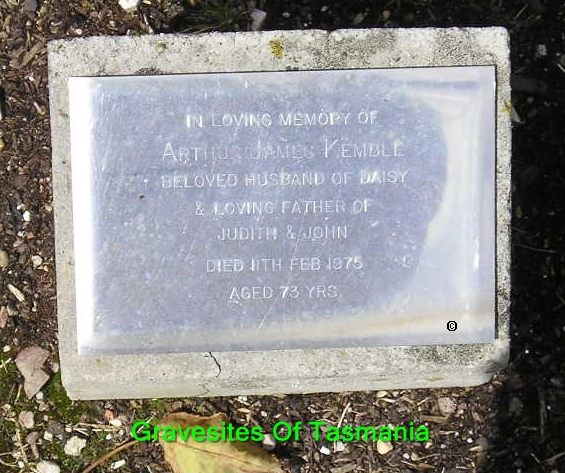 IN LOVING MEMORY OF
ARTHUR JAMES KEMBLE
BELOVED HUSBAND OF DAISY
& LOVING FATHER OF
JUDITH & JOHN
DIED 11TH FEB 1975
AGED 73 YRS
©
Gravesites Of Tasmania